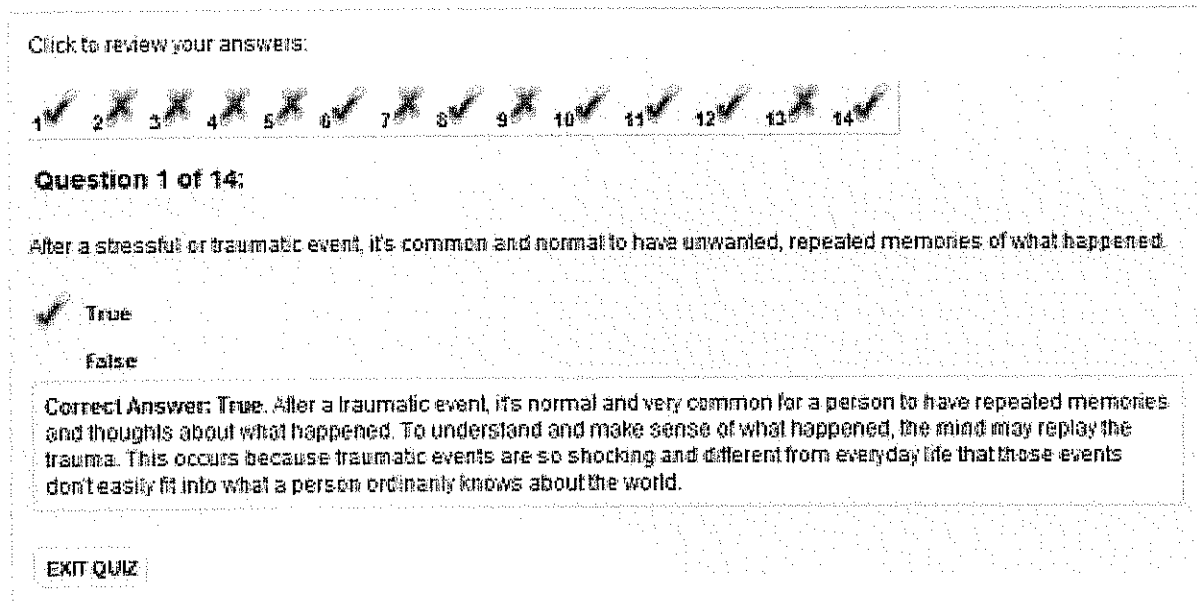 Click to review your answers:
1 2 3 4 5 6 7 8 9 10 11 12 13 14
Question 1 of 14:
After a stressful or traumatic event, it's common and normal to have unwanted, repeated memories of what happened.
True
False
Correct Answer: True. After a traumatic event, it's normal and very common for a person to have repeated memories
and thoughts about what happened. To understand and make sense of what happened, the mind may replay the
trauma. This occurs because traumatic events are so shocking and different from everyday life that those events
don't easily fit into what a person ordinarily knows about the world.
EXIT QUIZ